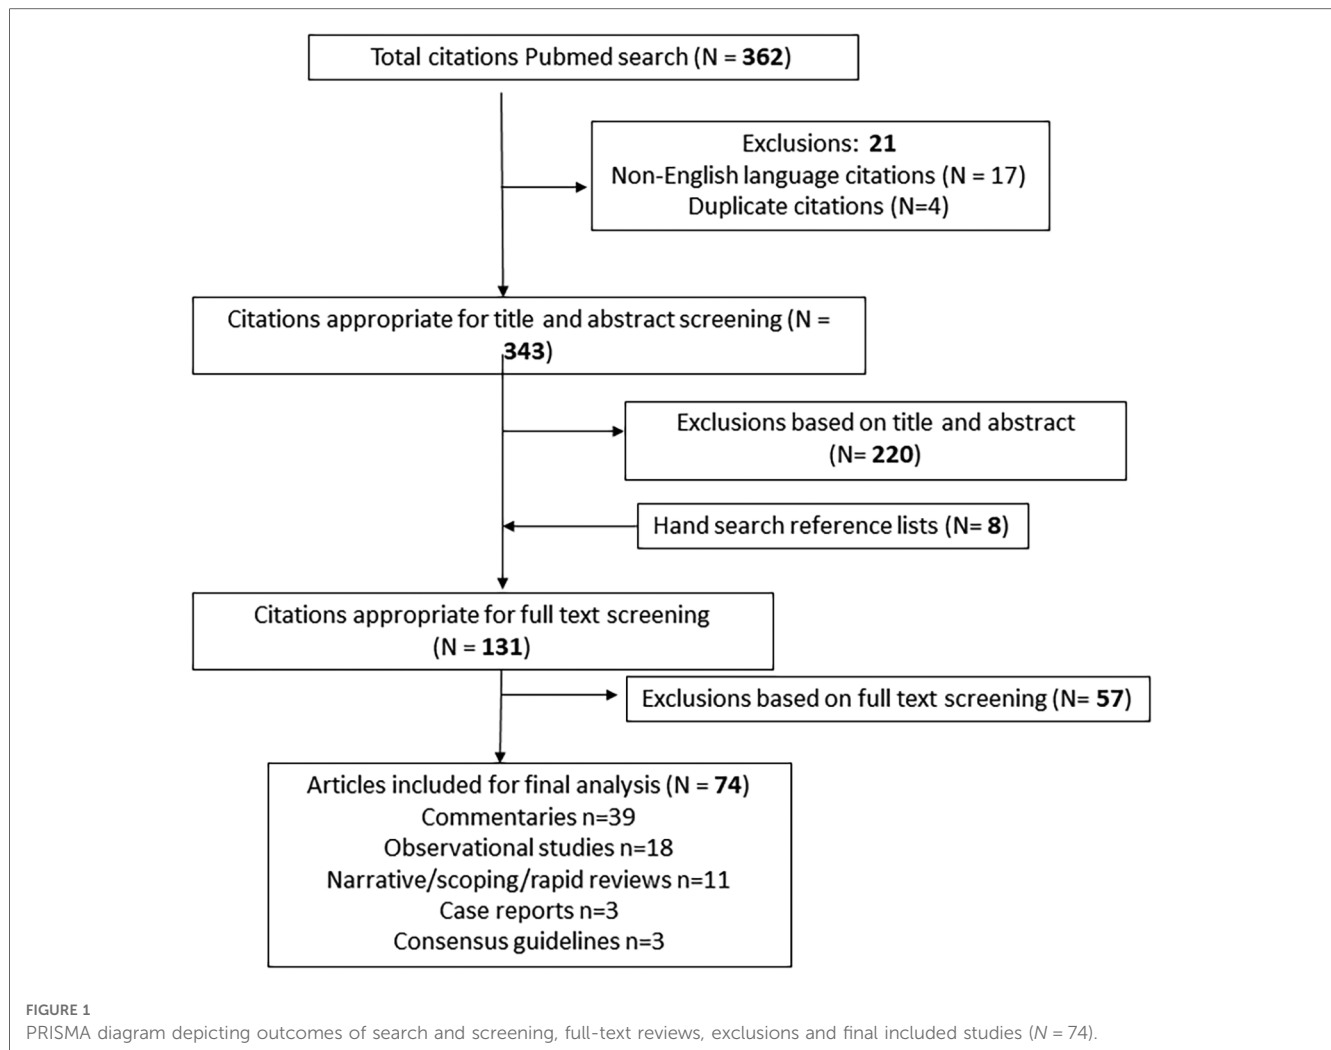 Total citations Pubmed search (N = 362)
Exclusions: 21
Non-English language citations (N = 17)
Duplicate citations (N=4)
Citations appropriate for title and abstract screening (N =
343)
Exclusions based on title and abstract
(N= 220)
Hand search reference lists (N= 8)
Citations appropriate for full text screening
(N = 131)
Exclusions based on full text screening (N= 57)
Articles included for final analysis (N = 74)
Commentaries n=39
Observational studies n=18
Narrative/scoping/rapid reviews n=11
Case reports n=3
Consensus guidelines n=3
FIGURE 1
PRISMA diagram depicting outcomes of search and screening, full-text reviews, exclusions and final included studies (N = 74).